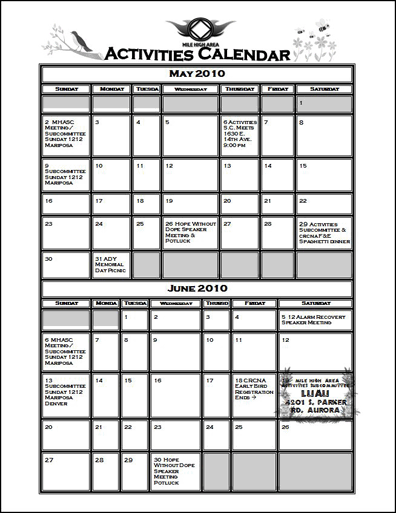 MILE HIGH AREA
ACTIVITIES CALENDAR
MAY 2010
SUNDAY MONDAY TUESDA WEDNESDAY THURSDAY FRIDAY SATURDAY
1
2 MHASC
MEETING/
SUBCOMMITTEE
SUNDAY 1212
MARIPOSA
3
4
5
6 ACTIVITIES
S.C. MEETS
1630 E.
14TH AVE.
9:00 PM
7
8
9
SUBCOMMITTEE
SUNDAY 1212
MARIPOSA
10
11
12
13
14
15
16
17
18
19
20
21
22
23
24
25
26 HOPE WITHOUT
DOPE SPEAKER
MEETING &
POTLUCK
27
28
29 ACTIVITIES
SUBCOMMITTEE &
CRCNA F&E
SPAGHETTI DINNER
30
31 ADY
MEMORIAL
DAY PICNIC
JUNE 2010
SUNDAY MONDA TUESDA WEDNESDAY THURSD FRIDAY SATURDAY
1
2
3
4
5 12 ALARM RECOVERY
SPEAKER MEETING
6 MHASC
MEETING/
SUBCOMMITTEE
SUNDAY 1212
MARIPOSA
7
8
9
10
11
12
13
SUBCOMMITTEE
SUNDAY 1212
MARIPOSA
DENVER
14
15
16
17
18 CRCNA
EARLY BIRD
REGISTRATION
ENDS →
19 MILE HIGH AREA
ACTIVITIES SUBCOMMITTEE
LUAU
4201 S. PARKER
RD. AURORA
20
21
22
23
24
25
26
27
28
29
30 HOPE
WITHOUT DOPE
SPEAKER
MEETING
POTLUCK